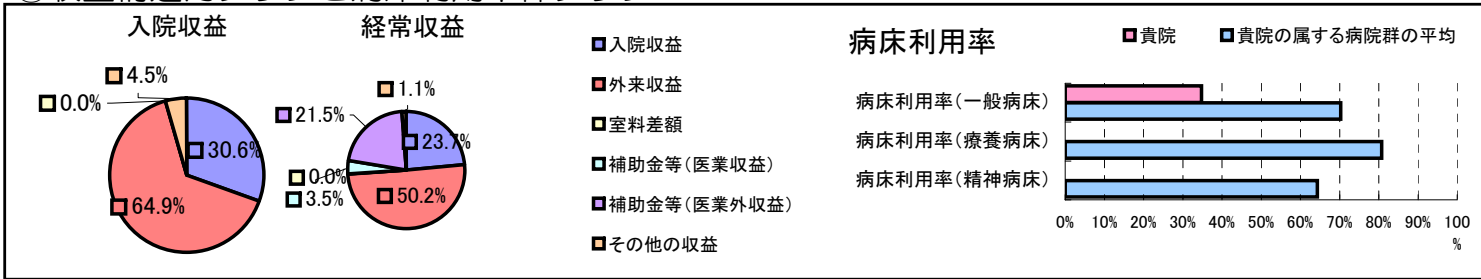 入院収益
4.5%
0.0%
30.6%
64.9%
経常収益
1.1%
21.5%
23.7%
0.0%
3.5%
50.2%
入院収益
外来収益
室料差額
補助金等(医業収益)
補助金等(医業外収益)
その他の収益
病床利用率
貴院
貴院の属する病院群の平均
病床利用率(一般病床)
病床利用率(療養病床)
病床利用率(精神病床)
0% 10% 20% 30% 40% 50% 60% 70% 80% 90% 100
%